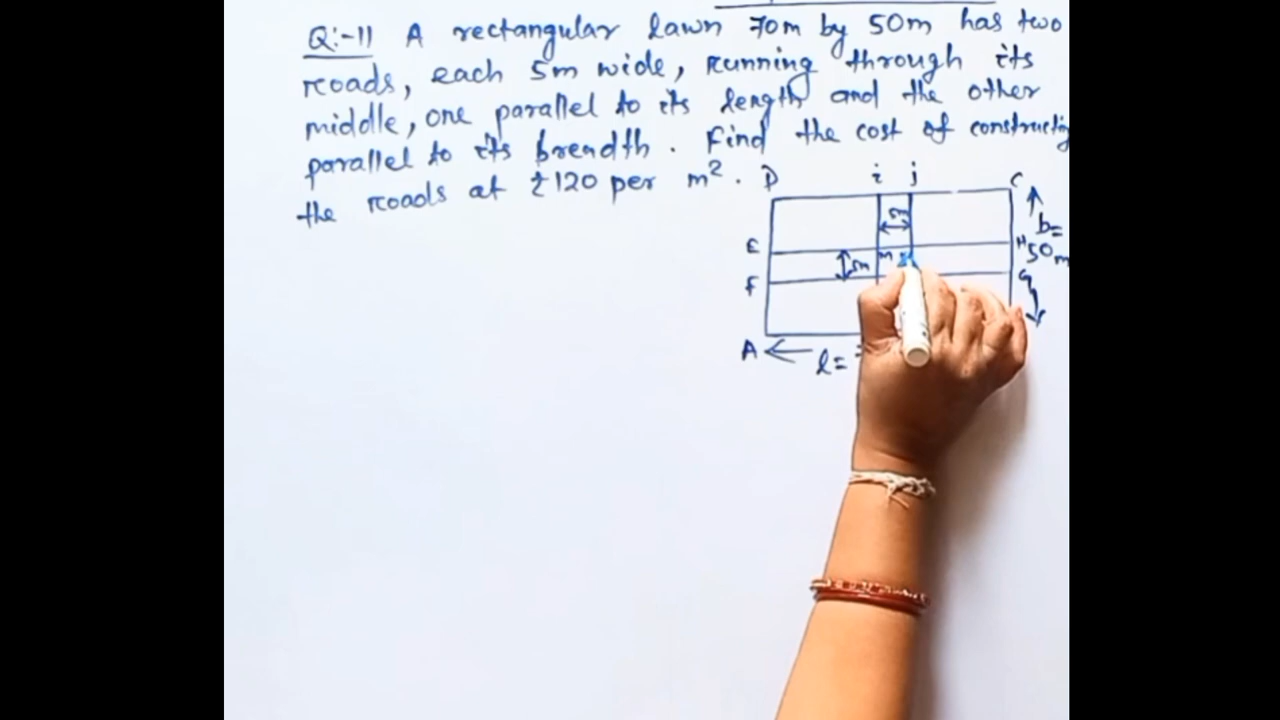 Q:-11 A rectangular lawn 70m by 50m has two
roads, each 5m wide, running through its
middle, one parallel to its length and the other
parallel to its breadth. Find the cost of constructing
the roads at ₹120 per m².
D i j C
5m
b=
E H
50m
5m m
F G
A
l=